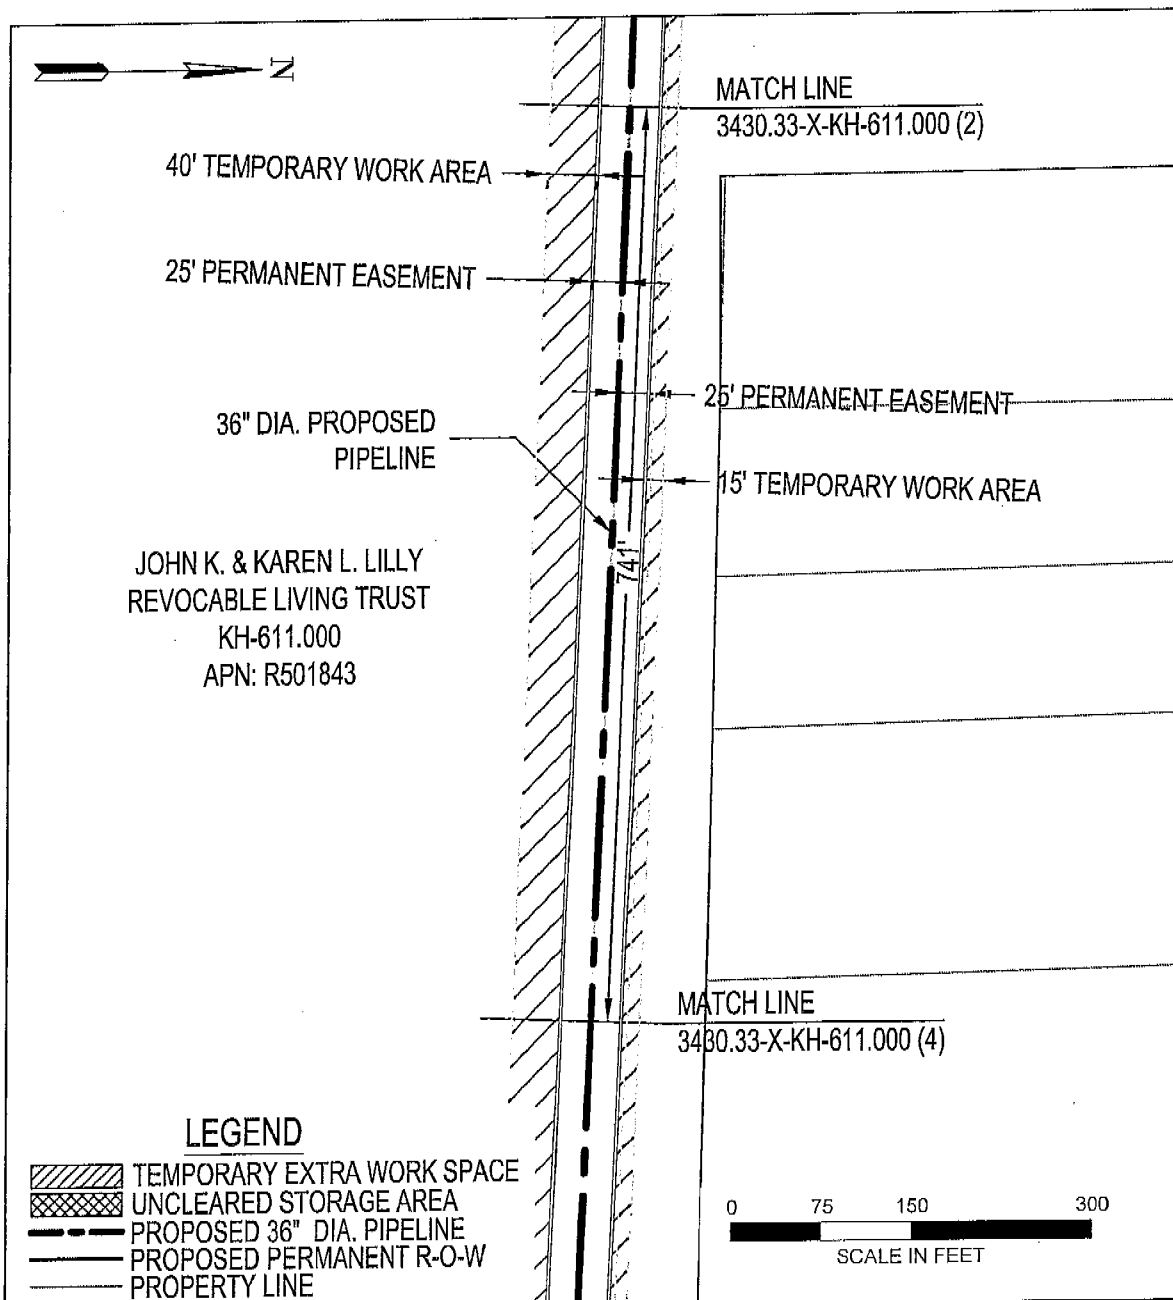 N
MATCH LINE
3430.33-X-KH-611.000 (2)
40' TEMPORARY WORK AREA
25' PERMANENT EASEMENT
25' PERMANENT EASEMENT
36" DIA. PROPOSED
PIPELINE
15' TEMPORARY WORK AREA
741'
JOHN K. & KAREN L. LILLY
REVOCABLE LIVING TRUST
KH-611.000
APN: R501843
MATCH LINE
3430.33-X-KH-611.000 (4)
LEGEND
TEMPORARY EXTRA WORK SPACE
UNCLEARED STORAGE AREA
PROPOSED 36" DIA. PIPELINE
PROPOSED PERMANENT R-O-W
PROPERTY LINE
0 75 150 300
SCALE IN FEET